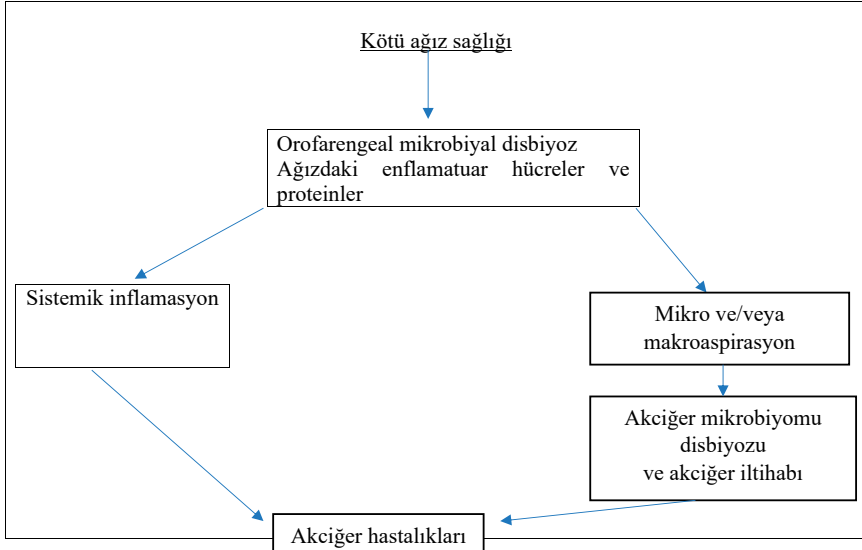 Kötü ağız sağlığı
Orofarengeal mikrobiyal disbiyoz
Ağızdaki enflamatuar hücreler ve
proteinler
Sistemik inflamasyon
Mikro ve/veya
makroaspirasyon
Akciğer mikrobiyomu
disbiyozu
ve akciğer iltihabı
Akciğer hastalıkları